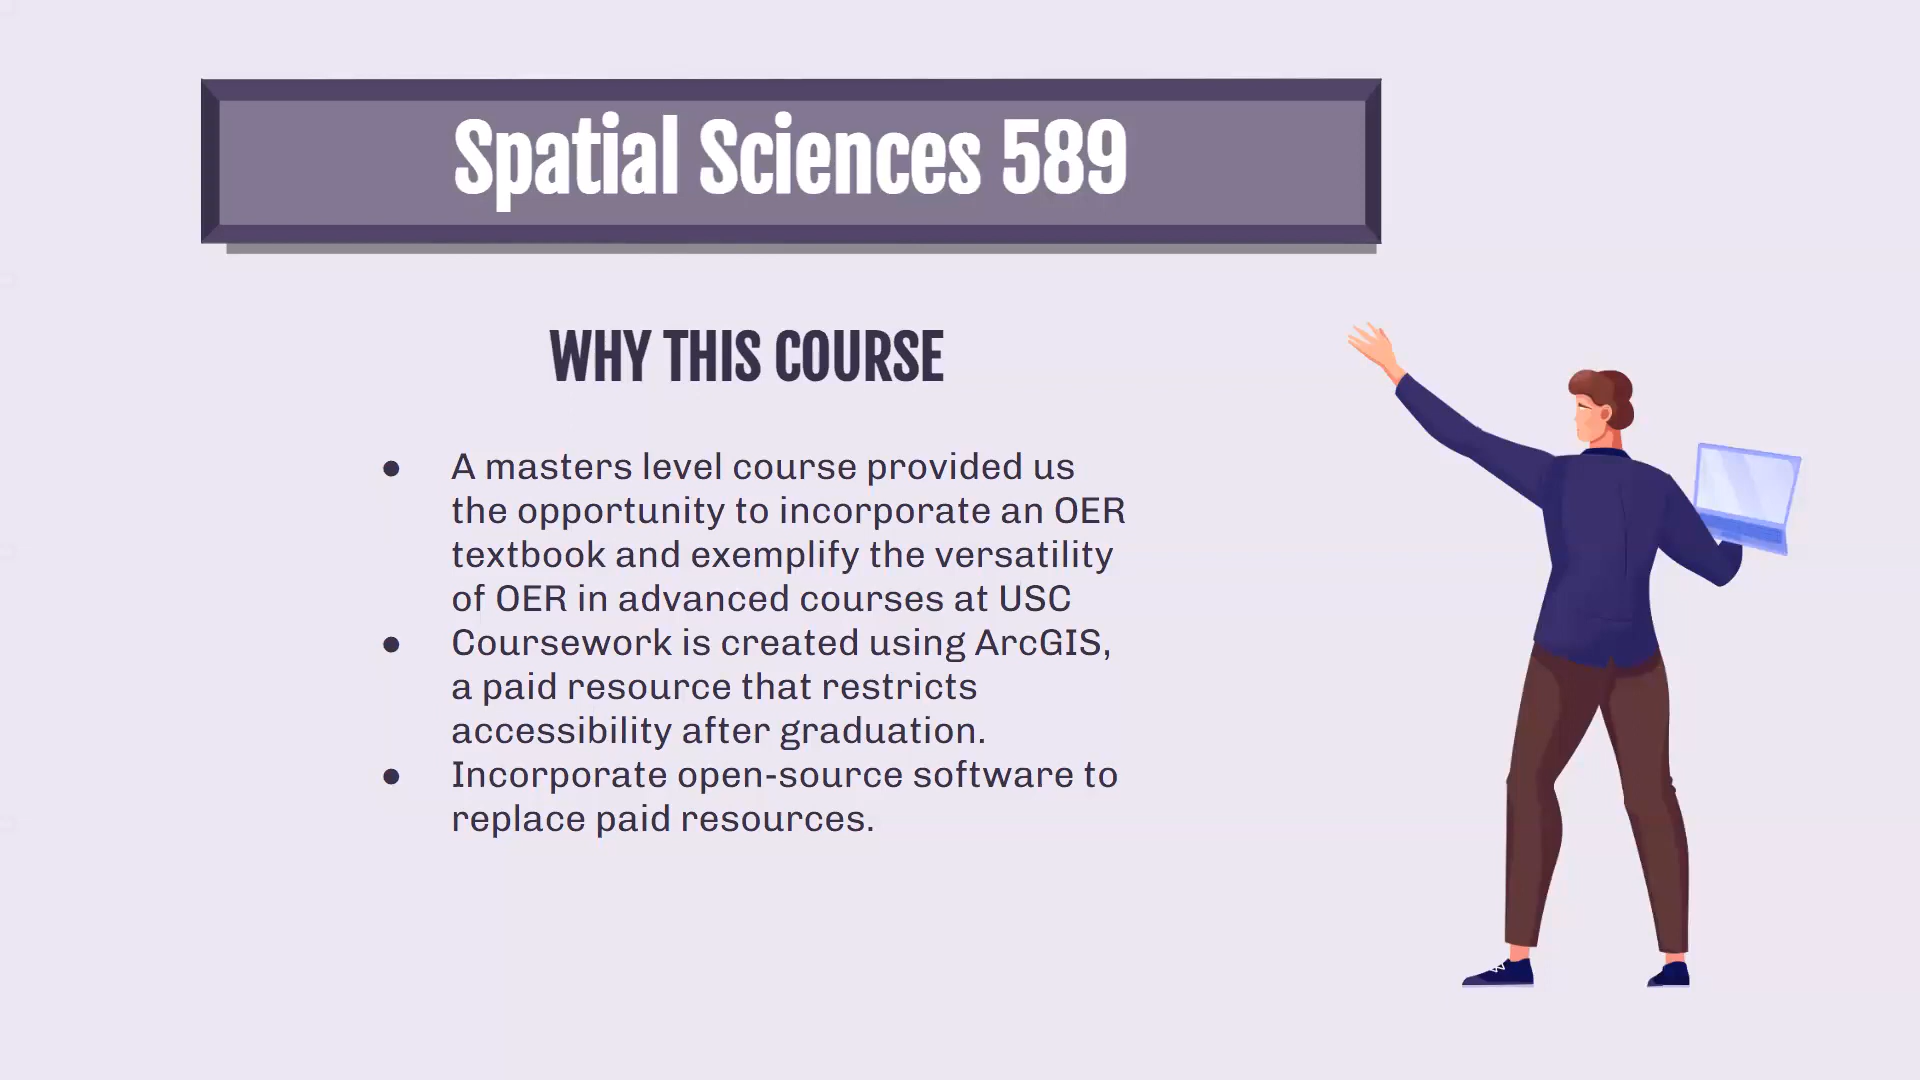 Spatial Sciences 589
WHY THIS COURSE
● A masters level course provided us
the opportunity to incorporate an OER
textbook and exemplify the versatility
of OER in advanced courses at USC
● Coursework is created using ArcGIS,
a paid resource that restricts
accessibility after graduation.
● Incorporate open-source software to
replace paid resources.